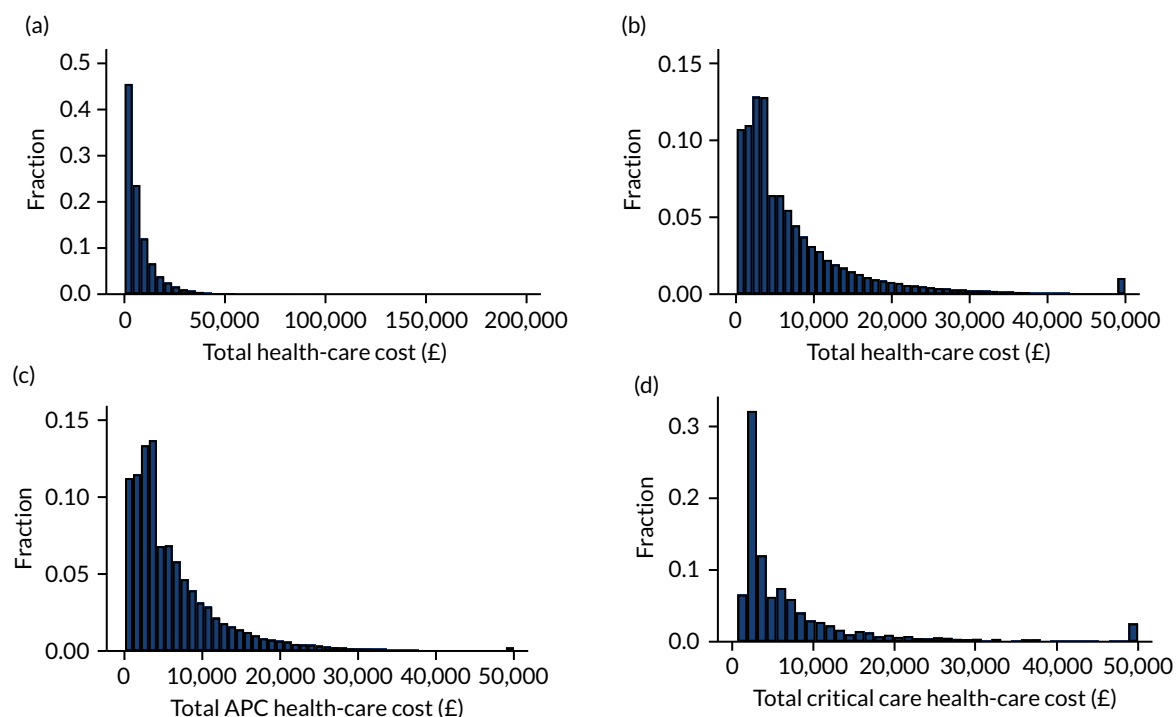 (a)
0.5
0.4
0.3
0.2
0.1
0.0
Fraction
0 50,000 100,000 150,000 200,000
Total health-care cost (£)
(b)
0.15
0.10
0.05
0.00
Fraction
0 10,000 20,000 30,000 40,000 50,000
Total health-care cost (£)
(c)
0.15
0.10
0.05
0.00
Fraction
0 10,000 20,000 30,000 40,000 50,000
Total APC health-care cost (£)
(d)
0.3
0.2
0.1
0.0
Fraction
0 10,000 20,000 30,000 40,000 50,000
Total critical care health-care cost (£)